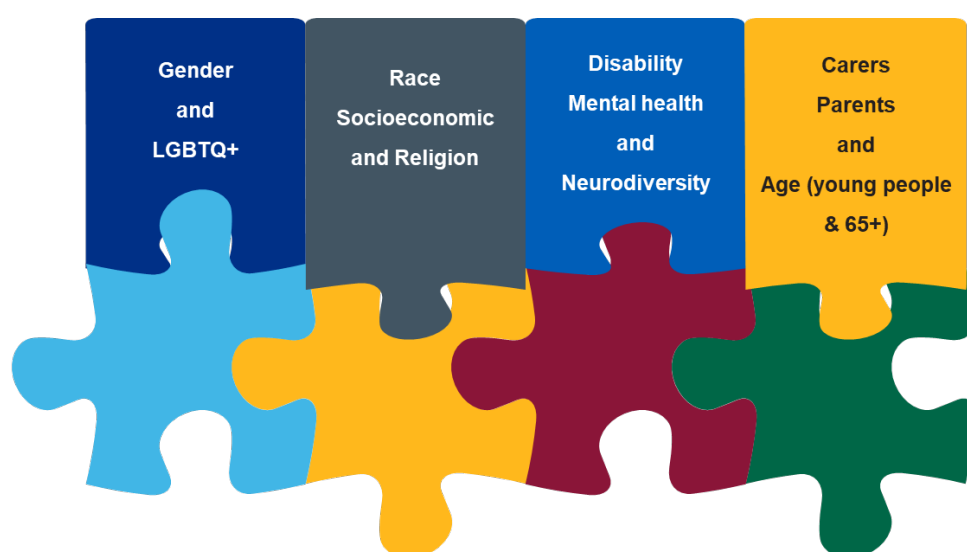 Gender
and
LGBTQ+
Race
Socioeconomic
and Religion
Disability
Mental health
and
Neurodiversity
Carers
Parents
and
Age (young people
& 65+)